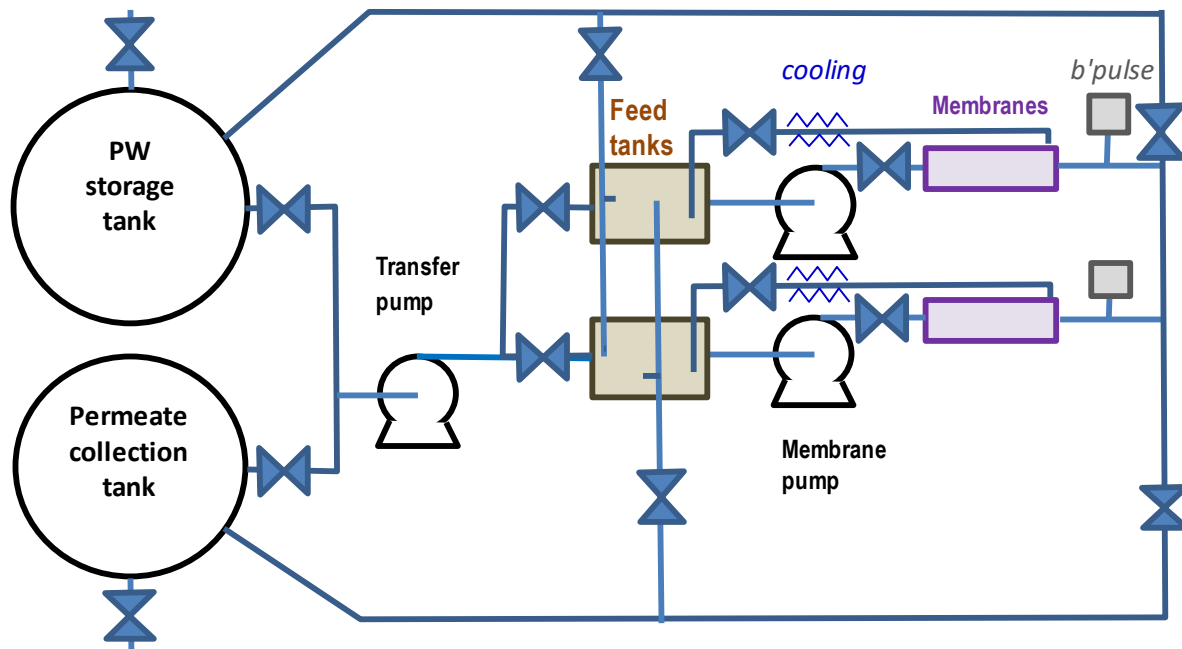 PW
storage
tank
Permeate
collection
tank
Transfer
pump
Feed
tanks
cooling
b'pulse
Membranes
Membrane
pump